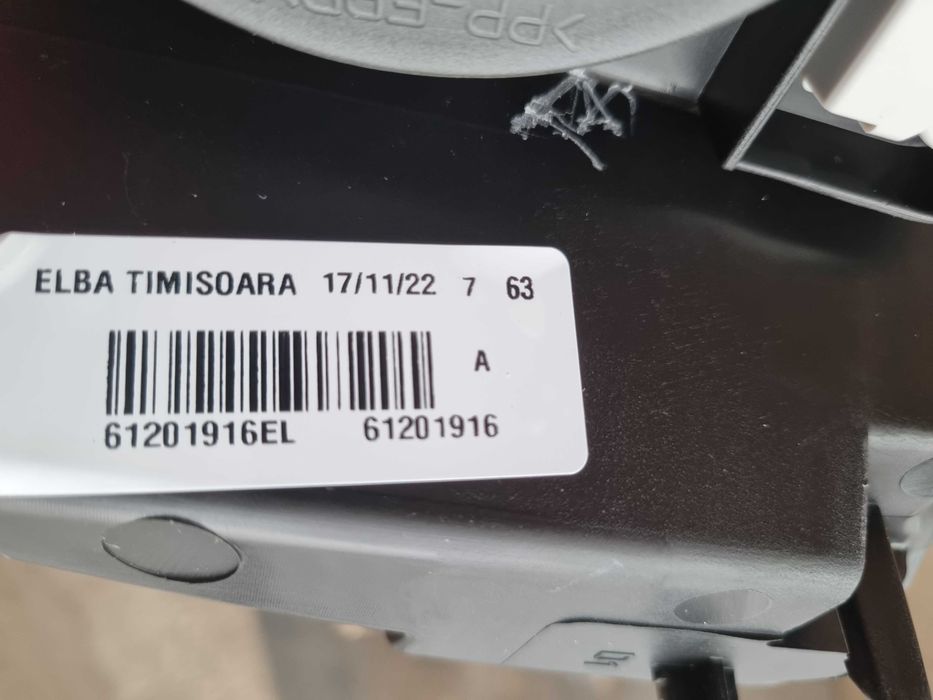 ELBA TIMISOARA 17/11/22 7 63
A
61201916EL 61201916